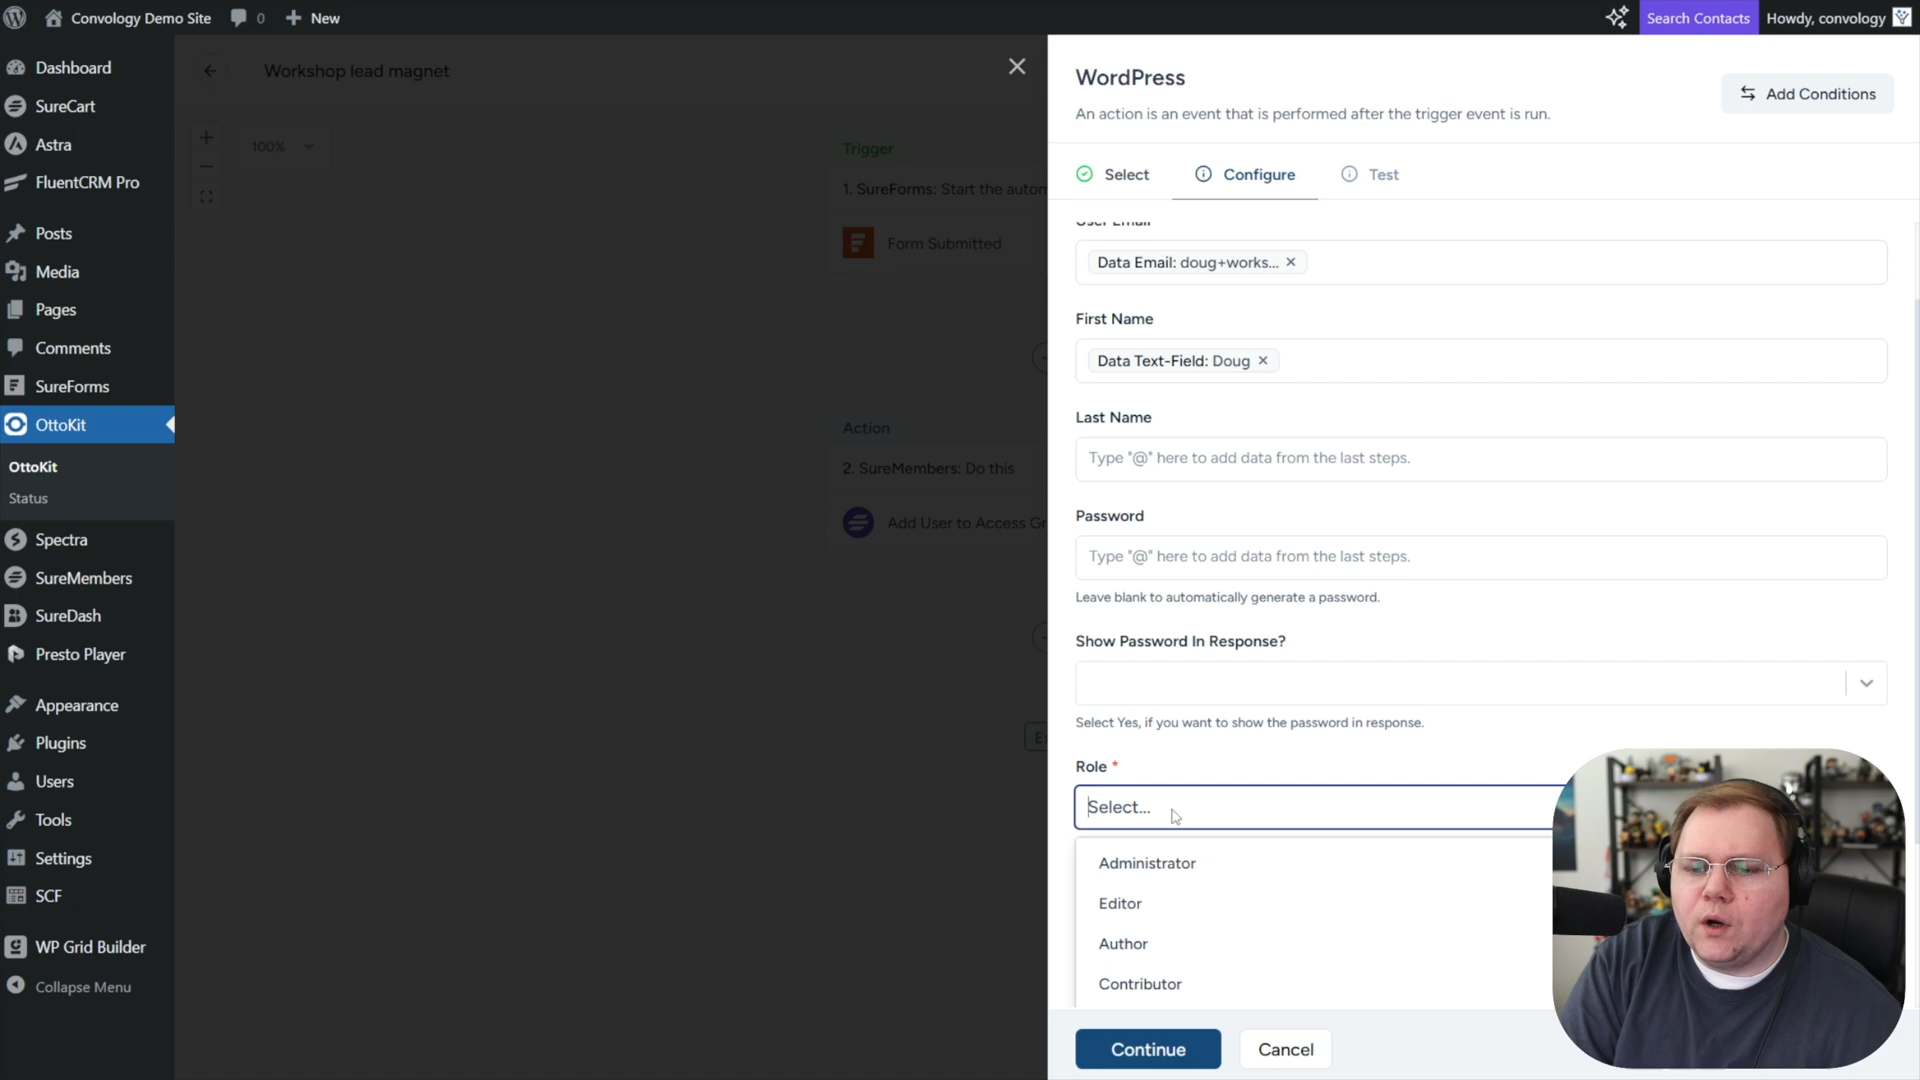 Convology Demo Site
0
New
Search Contacts
Howdy, convology
Dashboard
SureCart
Astra
FluentCRM Pro
Posts
Media
Pages
Comments
SureForms
OttoKit
OttoKit
Status
Spectra
SureMembers
SureDash
Presto Player
Appearance
Plugins
Users
Tools
Settings
SCF
WP Grid Builder
Collapse Menu
Workshop lead magnet
100%
Trigger
1. SureForms: Start the autom
Form Submitted
Action
2. SureMembers: Do this
Add User to Access Gr
WordPress
An action is an event that is performed after the trigger event is run.
Add Conditions
Select
Configure
Test
User Email
Data Email: doug+works...
First Name
Data Text-Field: Doug
Last Name
Type "@" here to add data from the last steps.
Password
Type "@" here to add data from the last steps.
Leave blank to automatically generate a password.
Show Password In Response?
Select Yes, if you want to show the password in response.
Role *
Select...
Administrator
Editor
Author
Contributor
Continue
Cancel